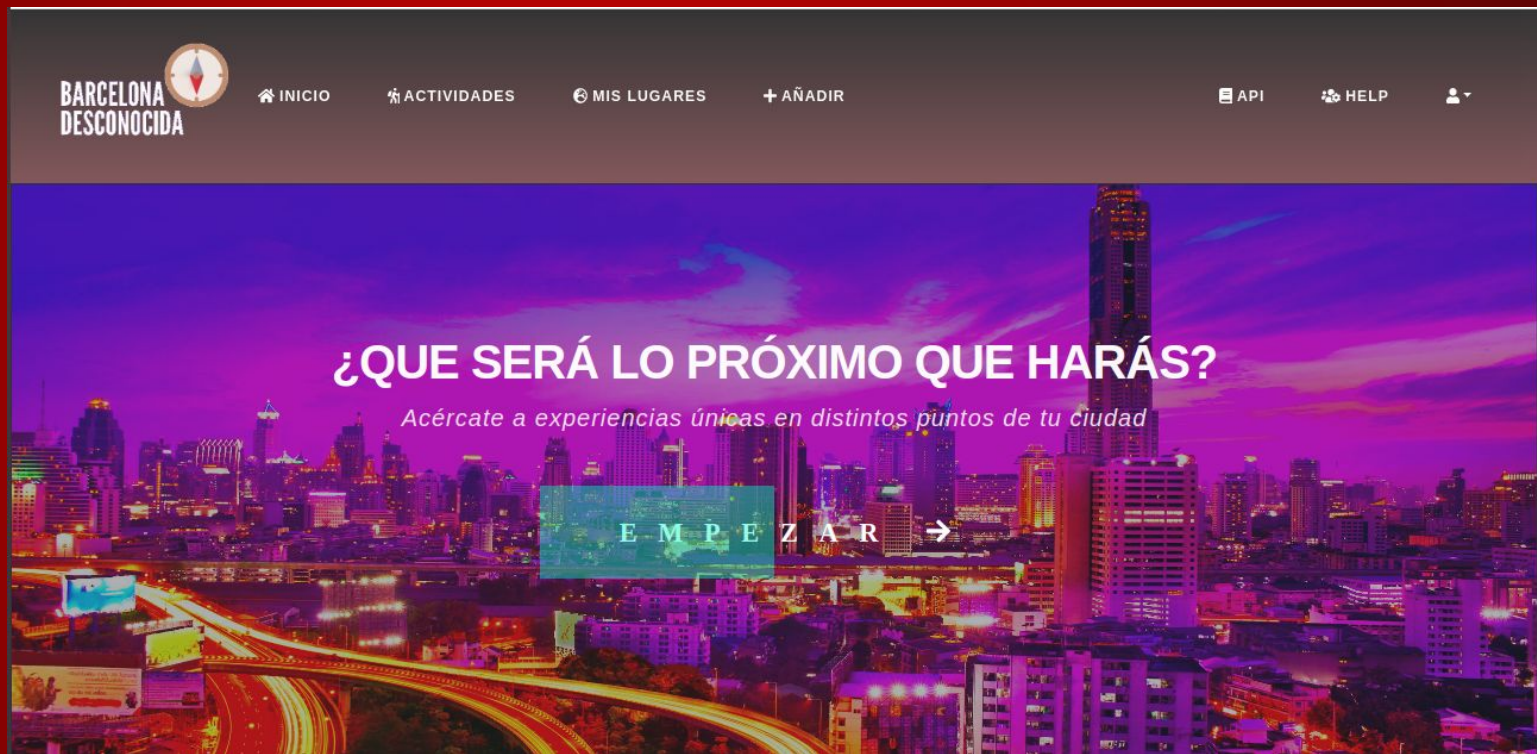 BARCELONA
DESCONOCIDA
INICIO
ACTIVIDADES
MIS LUGARES
AÑADIR
API
HELP
¿QUE SERÁ LO PRÓXIMO QUE HARÁS?
Acércate a experiencias únicas en distintos puntos de tu ciudad
EMPEZAR